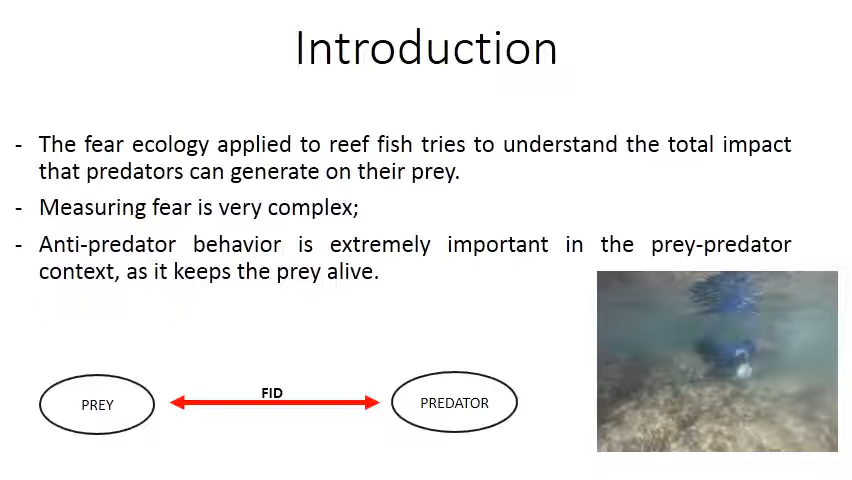 Introduction
- The fear ecology applied to reef fish tries to understand the total impact
that predators can generate on their prey.
- Measuring fear is very complex;
- Anti-predator behavior is extremely important in the prey-predator
context, as it keeps the prey alive.
PREY
FID
PREDATOR